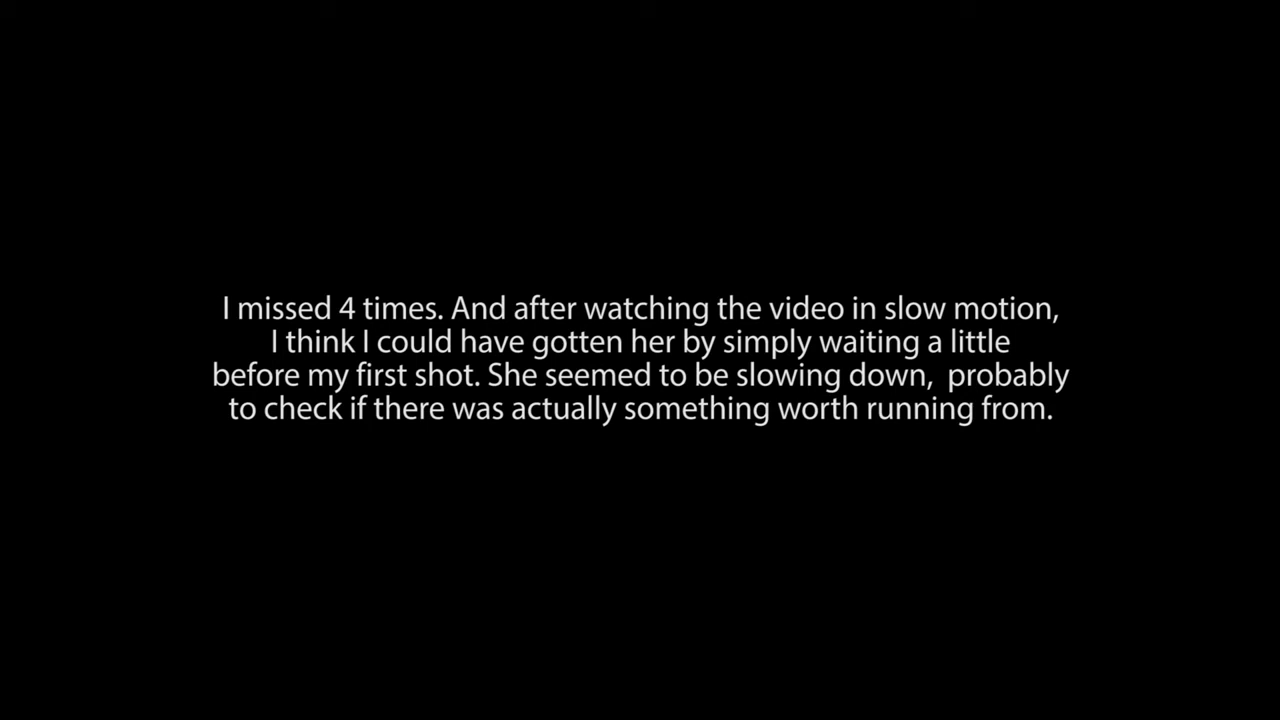 I missed 4 times. And after watching the video in slow motion,
I think I could have gotten her by simply waiting a little
before my first shot. She seemed to be slowing down,  probably
to check if there was actually something worth running from.